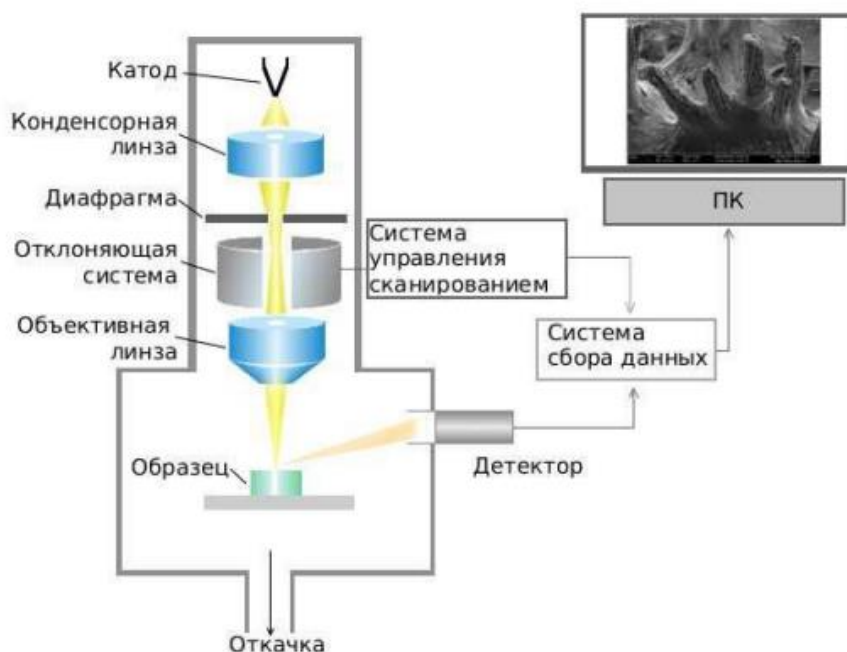 Катод
Конденсорная
линза
Диафрагма
Отклоняющая
система
Объективная
линза
Образец
Откачка
Система
управления
сканированием
Детектор
Система
сбора данных
ПК